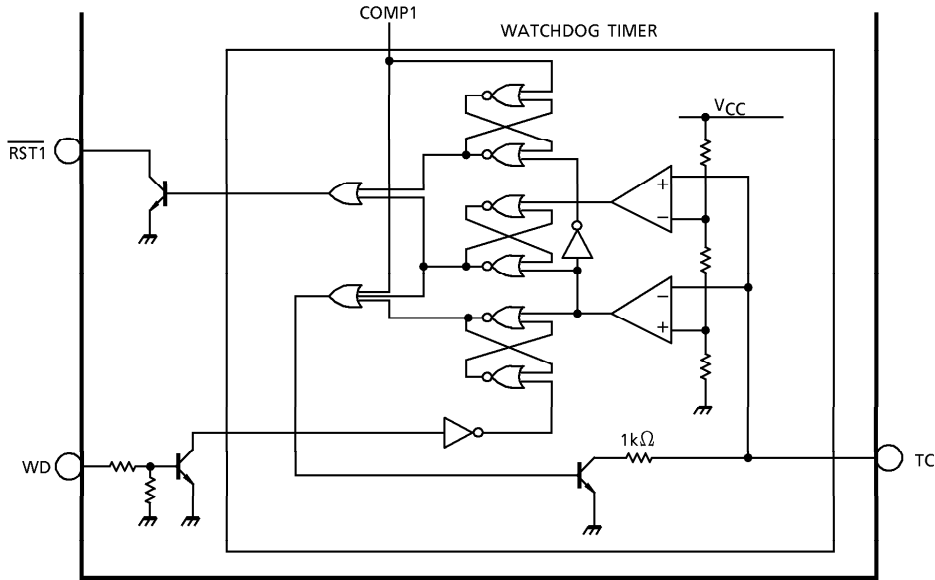 COMP1
WATCHDOG TIMER
VCC
RST1
+
−
−
+
1kΩ
WD
TC